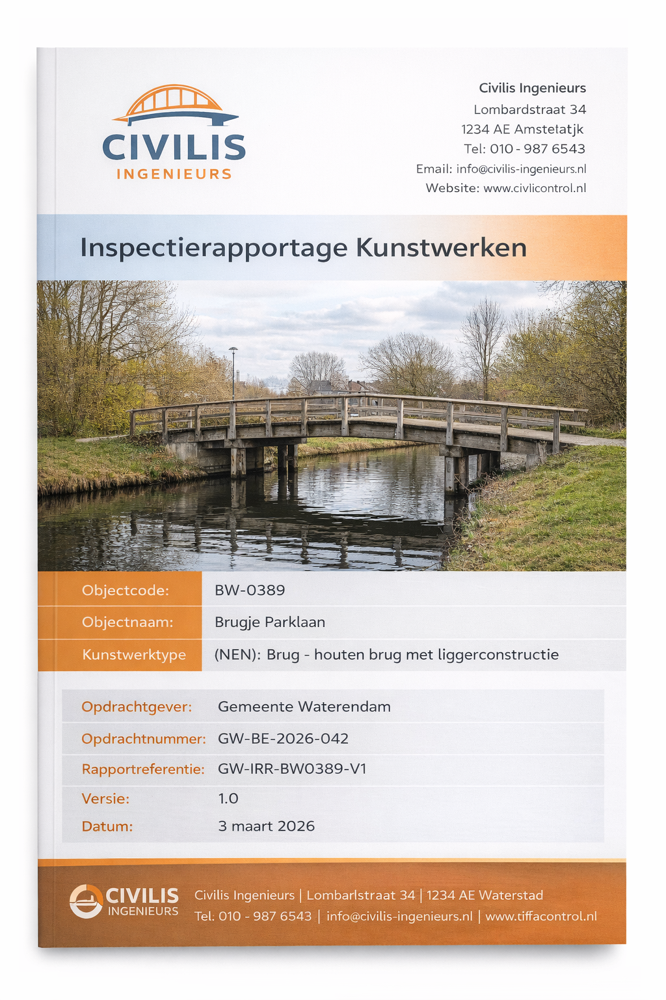 CIVILIS
INGENIEURS
Civilis Ingenieurs
Lombardstraat 34
1234 AE Amstetatjk
Tel: 010 - 987 6543
Email: info@civilis-ingenieurs.nl
Website: www.civlicontrol.nl
Inspectierapportage Kunstwerken
Objectcode: BW-0389
Objectnaam: Brugje Parklaan
Kunstwerktype (NEN): Brug - houten brug met liggerconstructie
Opdrachtgever: Gemeente Waterendam
Opdrachtnummer: GW-BE-2026-042
Rapportreferentie: GW-IRR-BW0389-V1
Versie: 1.0
Datum: 3 maart 2026
CIVILIS
INGENIEURS
Civilis Ingenieurs | Lombarlstraat 34 | 1234 AE Waterstad
Tel: 010 - 987 6543 | info@civilis-ingenieurs.nl | www.tiffacontrol.nl